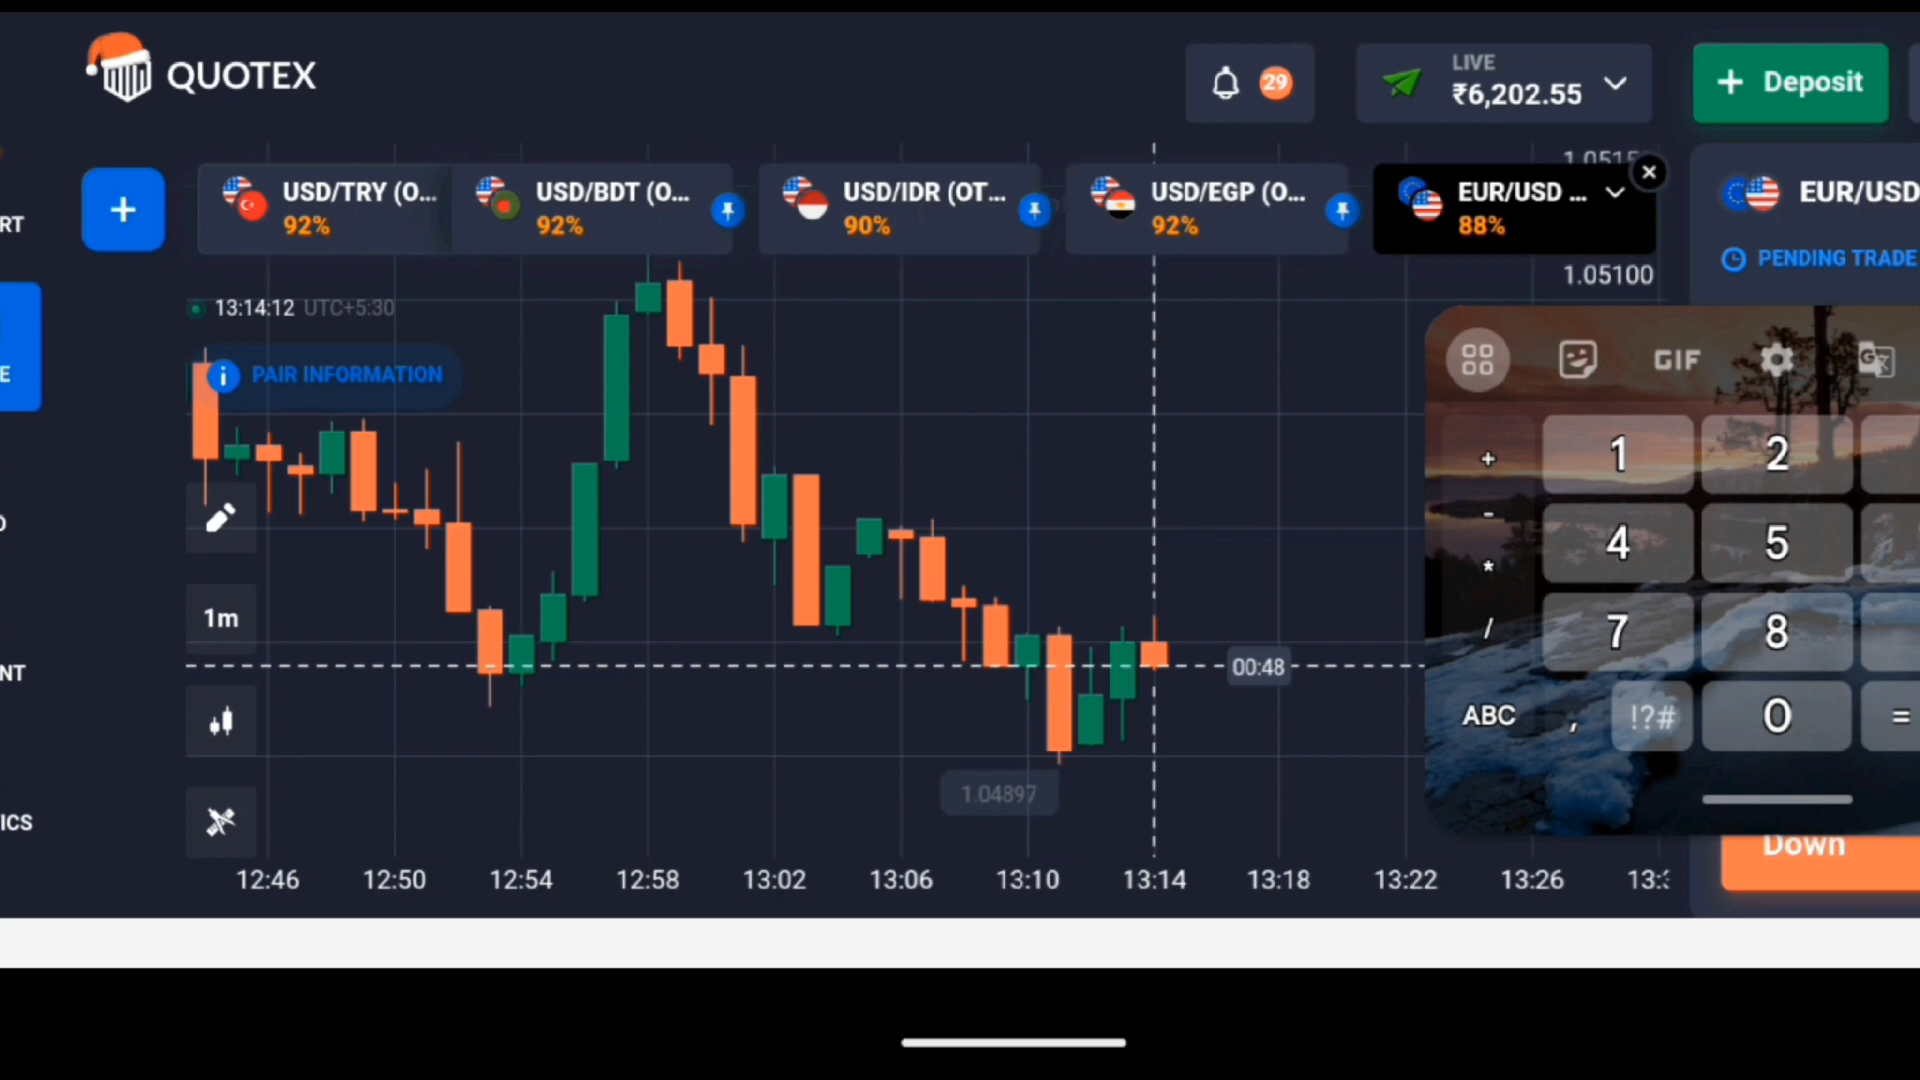 QUOTEX
29
LIVE
₹6,202.55
+ Deposit
RT
+
USD/TRY (O...
92%
USD/BDT (O...
92%
USD/IDR (OT...
90%
USD/EGP (O...
92%
EUR/USD ...
88%
EUR/USD
PENDING TRADE
1.05100
13:14:12 UTC+5:30
i PAIR INFORMATION
E
GIF
+ 1 2
- 4 5
*
/ 7 8
ABC , !?# 0 =
1m
00:48
NT
1.04897
ICS
Down
12:46 12:50 12:54 12:58 13:02 13:06 13:10 13:14 13:18 13:22 13:26